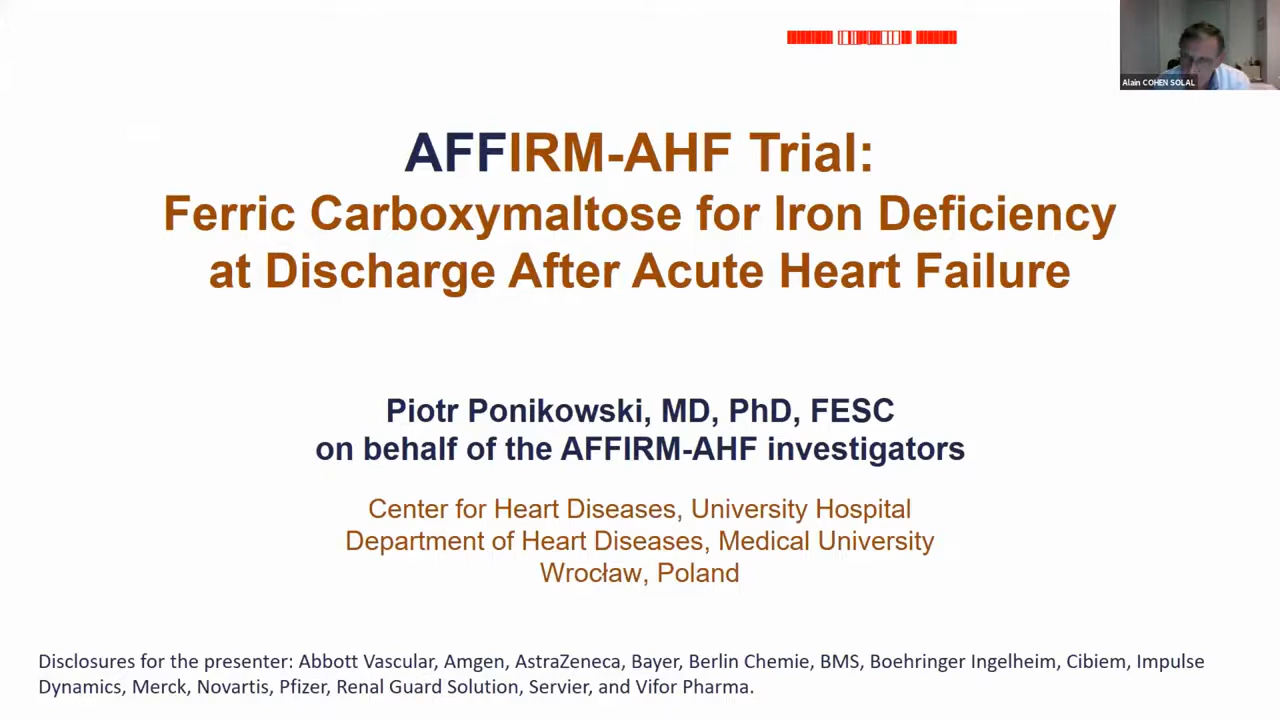 Alain COHEN SOLAL
AFFIRM-AHF Trial:
Ferric Carboxymaltose for Iron Deficiency
at Discharge After Acute Heart Failure
Piotr Ponikowski, MD, PhD, FESC
on behalf of the AFFIRM-AHF investigators
Center for Heart Diseases, University Hospital
Department of Heart Diseases, Medical University
Wrocław, Poland
Disclosures for the presenter: Abbott Vascular, Amgen, AstraZeneca, Bayer, Berlin Chemie, BMS, Boehringer Ingelheim, Cibiem, Impulse
Dynamics, Merck, Novartis, Pfizer, Renal Guard Solution, Servier, and Vifor Pharma.